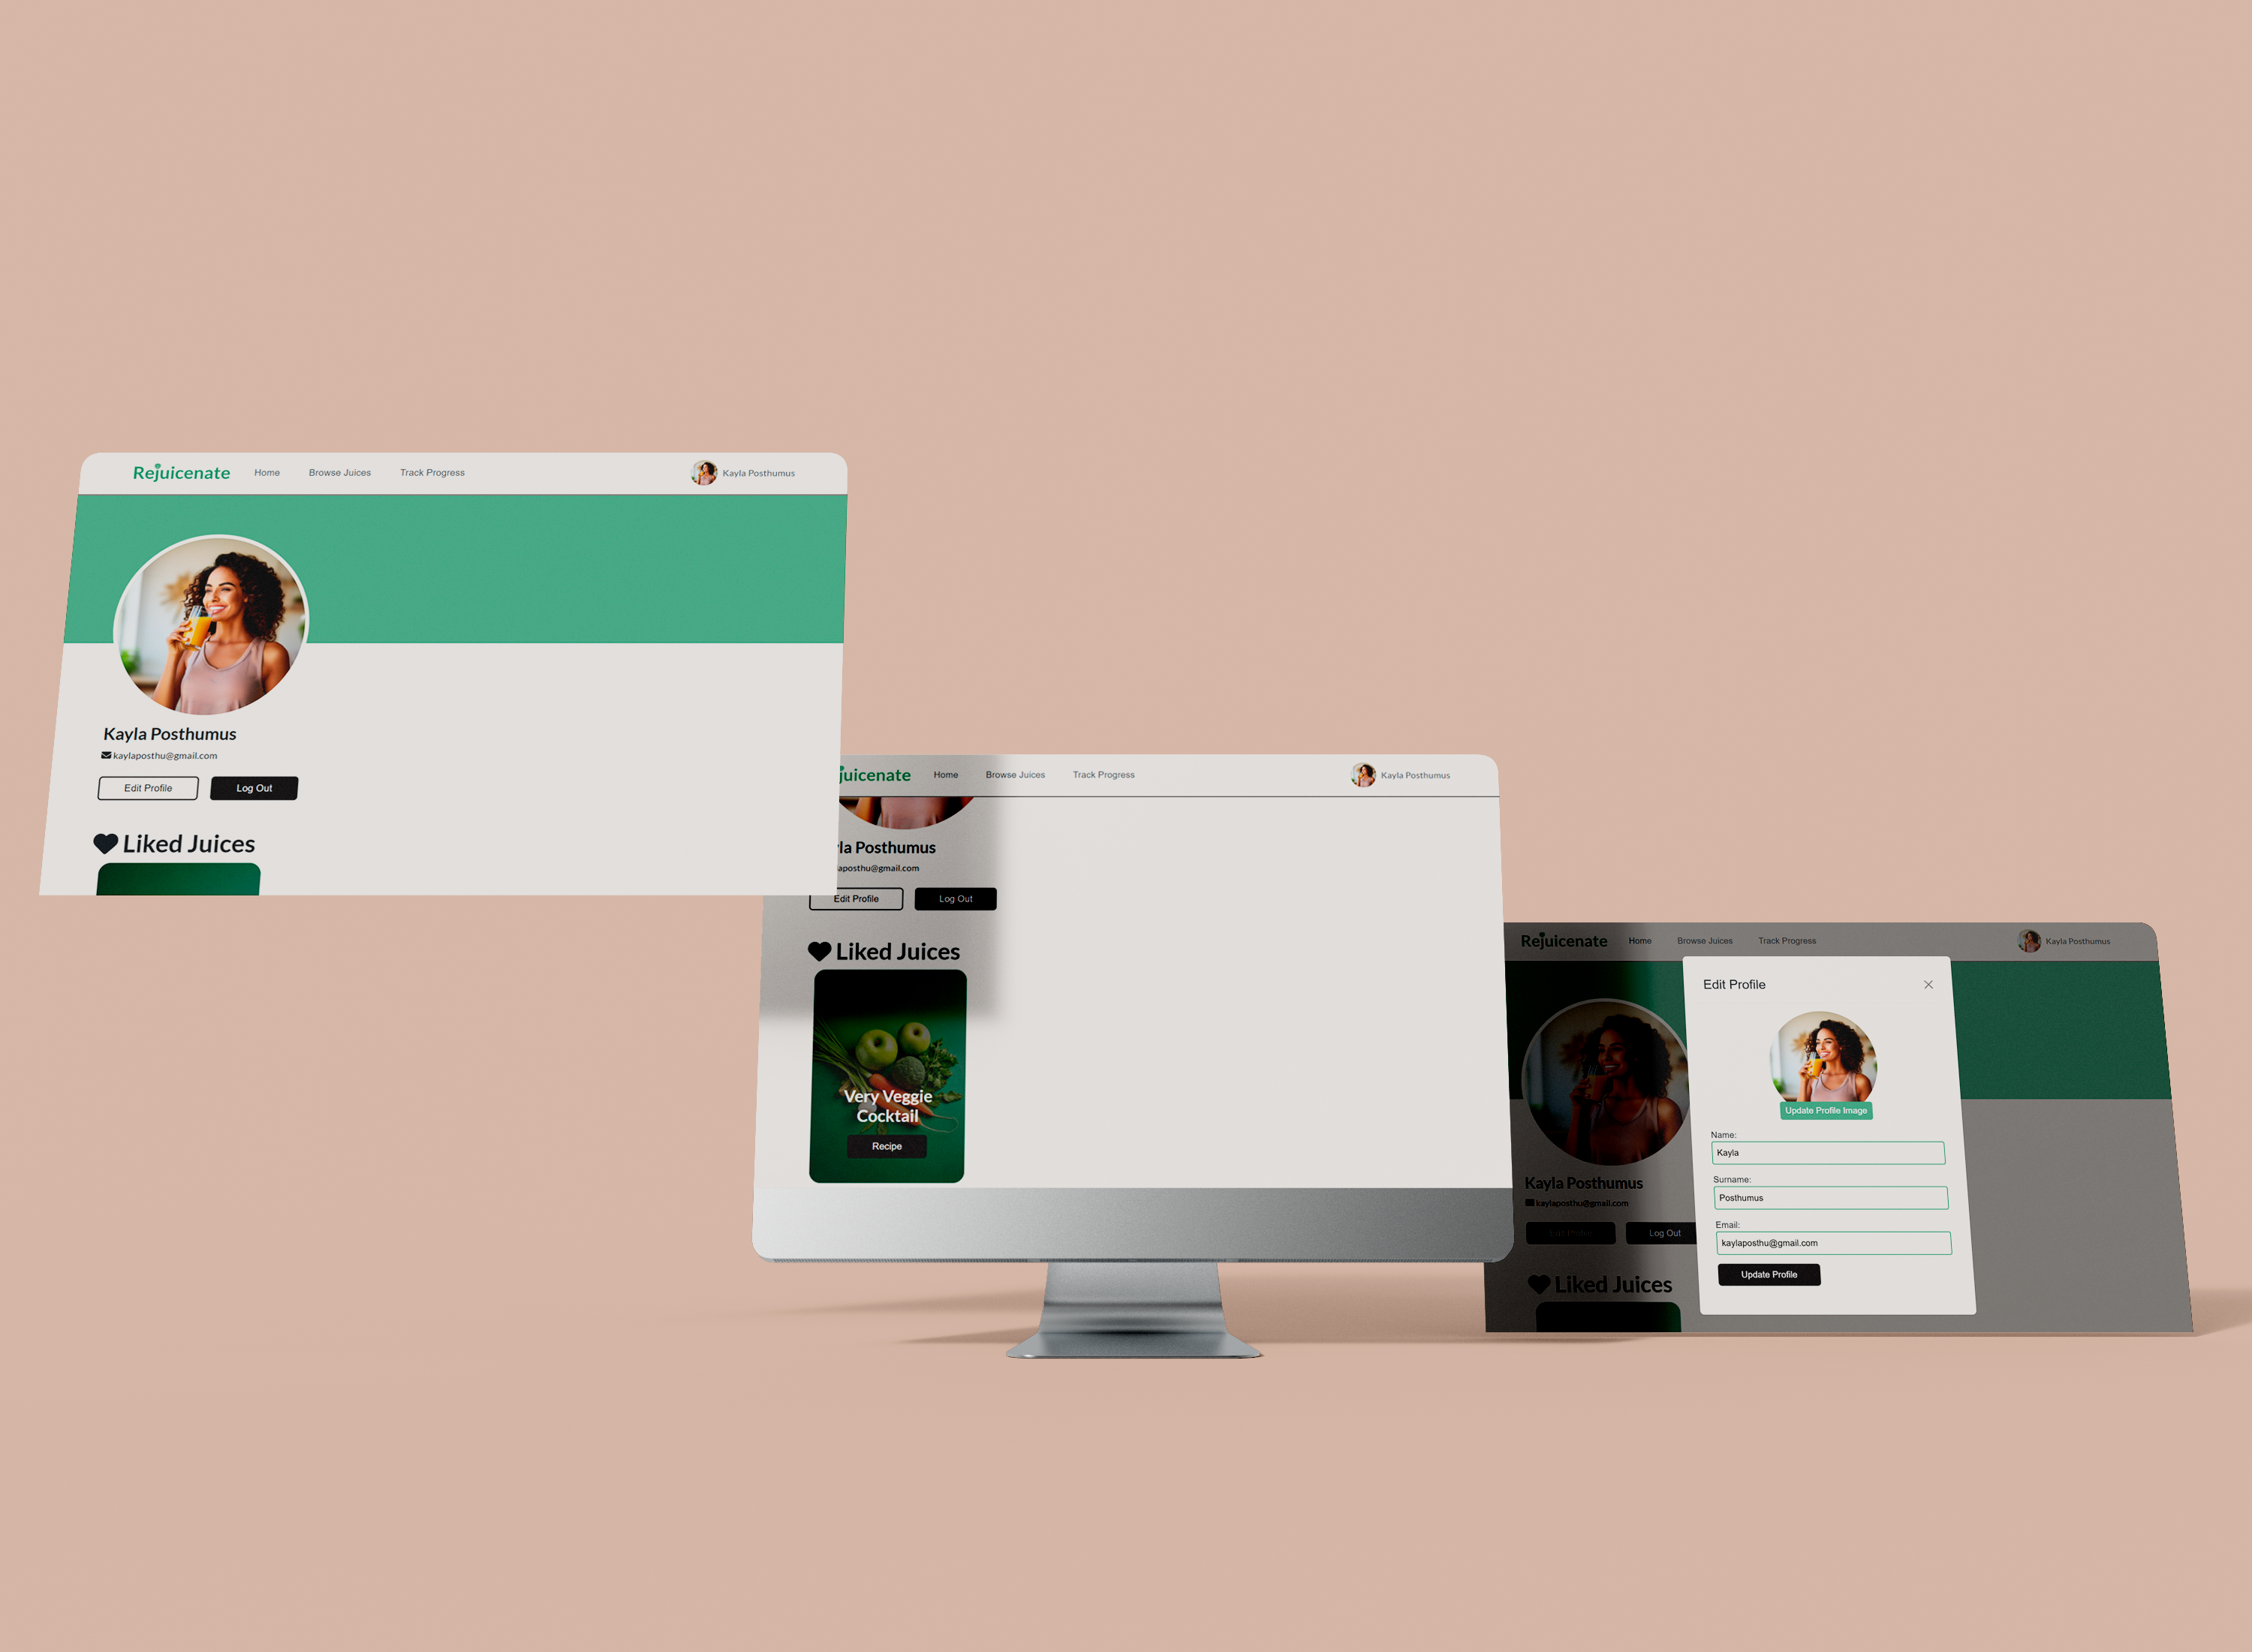 Rejuicenate Home Browse Juices Track Progress Kayla Posthumus
Kayla Posthumus
kaylaposthu@gmail.com
Edit Profile Log Out
Liked Juices
juicenate Home Browse Juices Track Progress Kayla Posthumus
la Posthumus
laposthu@gmail.com
Edit Profile Log Out
Liked Juices
Very Veggie
Cocktail
Recipe
Rejuicenate Home Browse Juices Track Progress Kayla Posthumus
Kayla Posthumus
kaylaposthu@gmail.com
Edit Profile Log Out
Liked Juices
Edit Profile
Update Profile Image
Name:
Kayla
Surname:
Posthumus
Email:
kaylaposthu@gmail.com
Update Profile